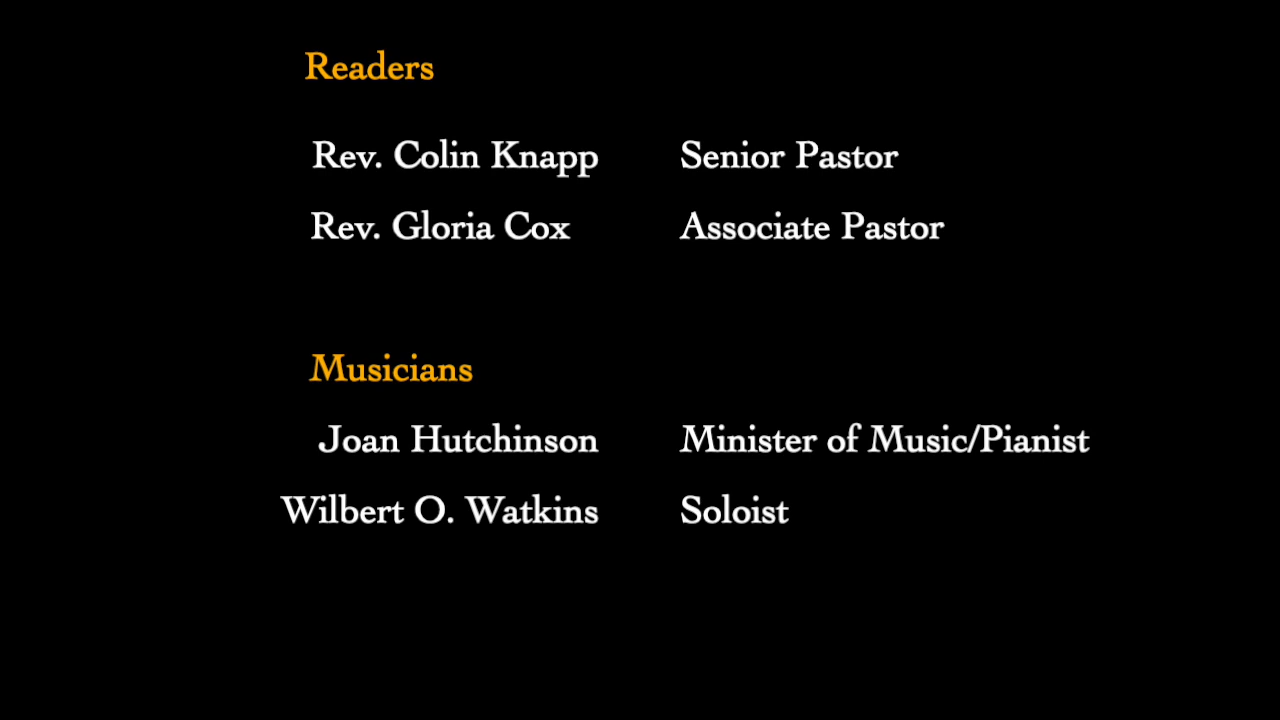 Readers
Rev. Colin Knapp Senior Pastor
Rev. Gloria Cox Associate Pastor
Musicians
Joan Hutchinson Minister of Music/Pianist
Wilbert O. Watkins Soloist